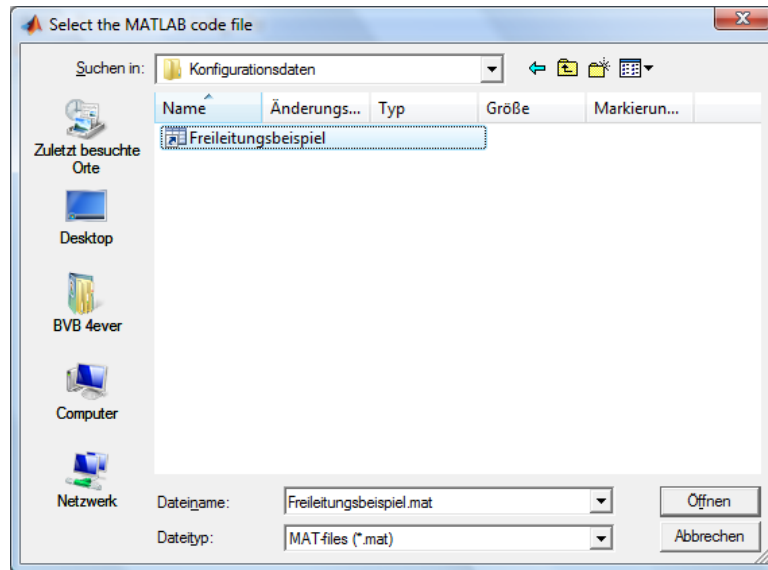 Select the MATLAB code file
Suchen in:
Konfigurationsdaten
Name
Änderungs...
Typ
Größe
Markierun...
Freileitungsbeispiel
Zuletzt besuchte
Orte
Desktop
BVB 4ever
Computer
Netzwerk
Dateiname:
Freileitungsbeispiel.mat
Öffnen
Dateityp:
MAT-files (*.mat)
Abbrechen